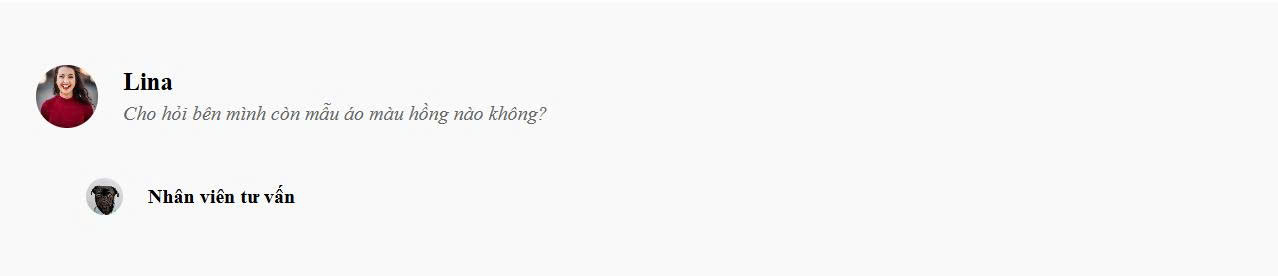 Lina
Cho hỏi bên mình còn mẫu áo màu hồng nào không?
Nhân viên tư vấn